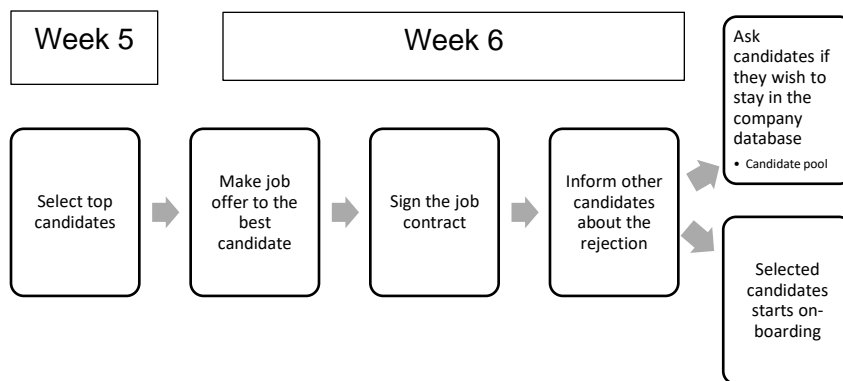 Week 5
Week 6
Select top
candidates
Make job
offer to the
best
candidate
Sign the job
contract
Inform other
candidates
about the
rejection
Ask
candidates if
they wish to
stay in the
company
database
• Candidate pool
Selected
candidates
starts on-
boarding